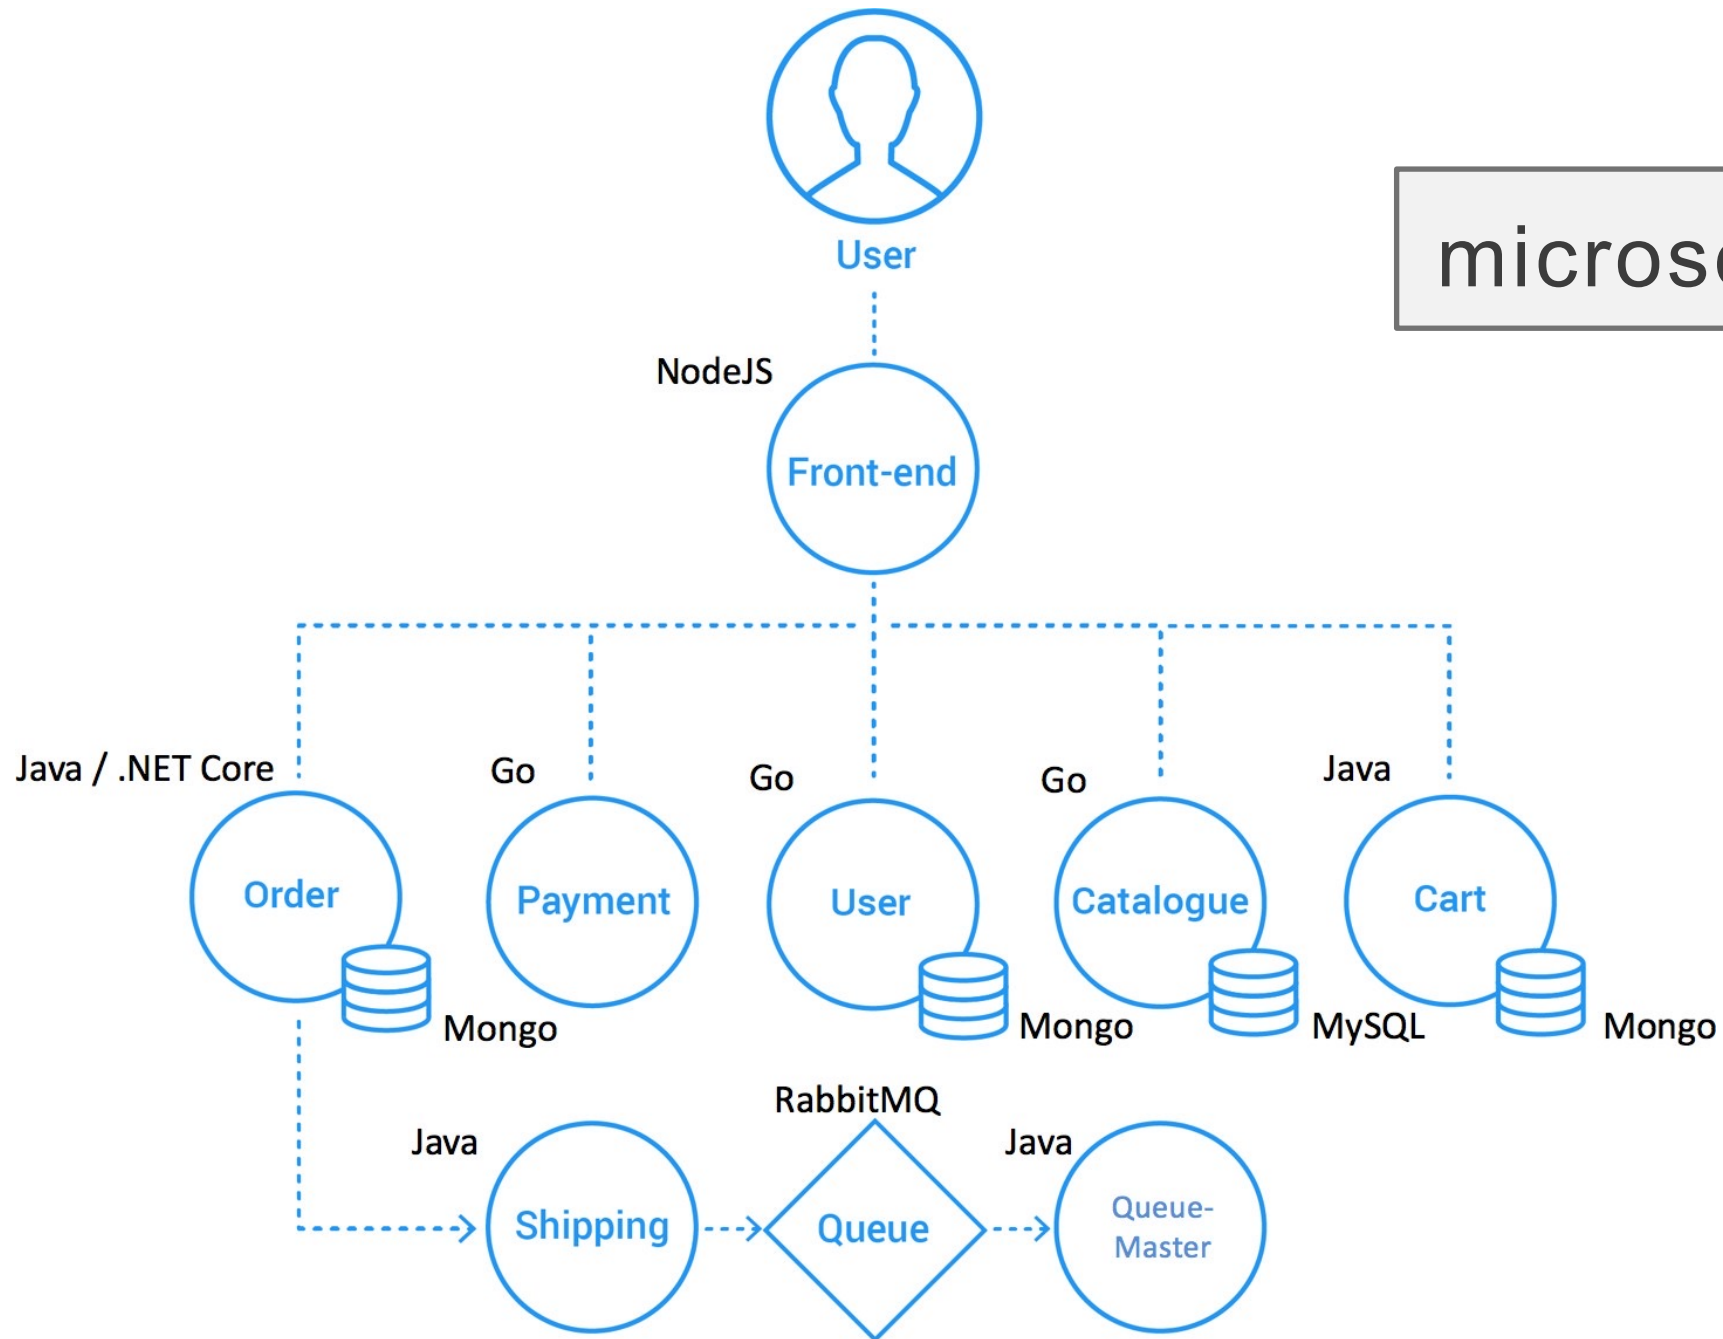 User
NodeJS
Front-end
Java / .NET Core
Go
Go
Go
Java
Order
Payment
User
Catalogue
Cart
Mongo
Mongo
MySQL
Mongo
RabbitMQ
Java
Java
Shipping
Queue
Queue-
Master